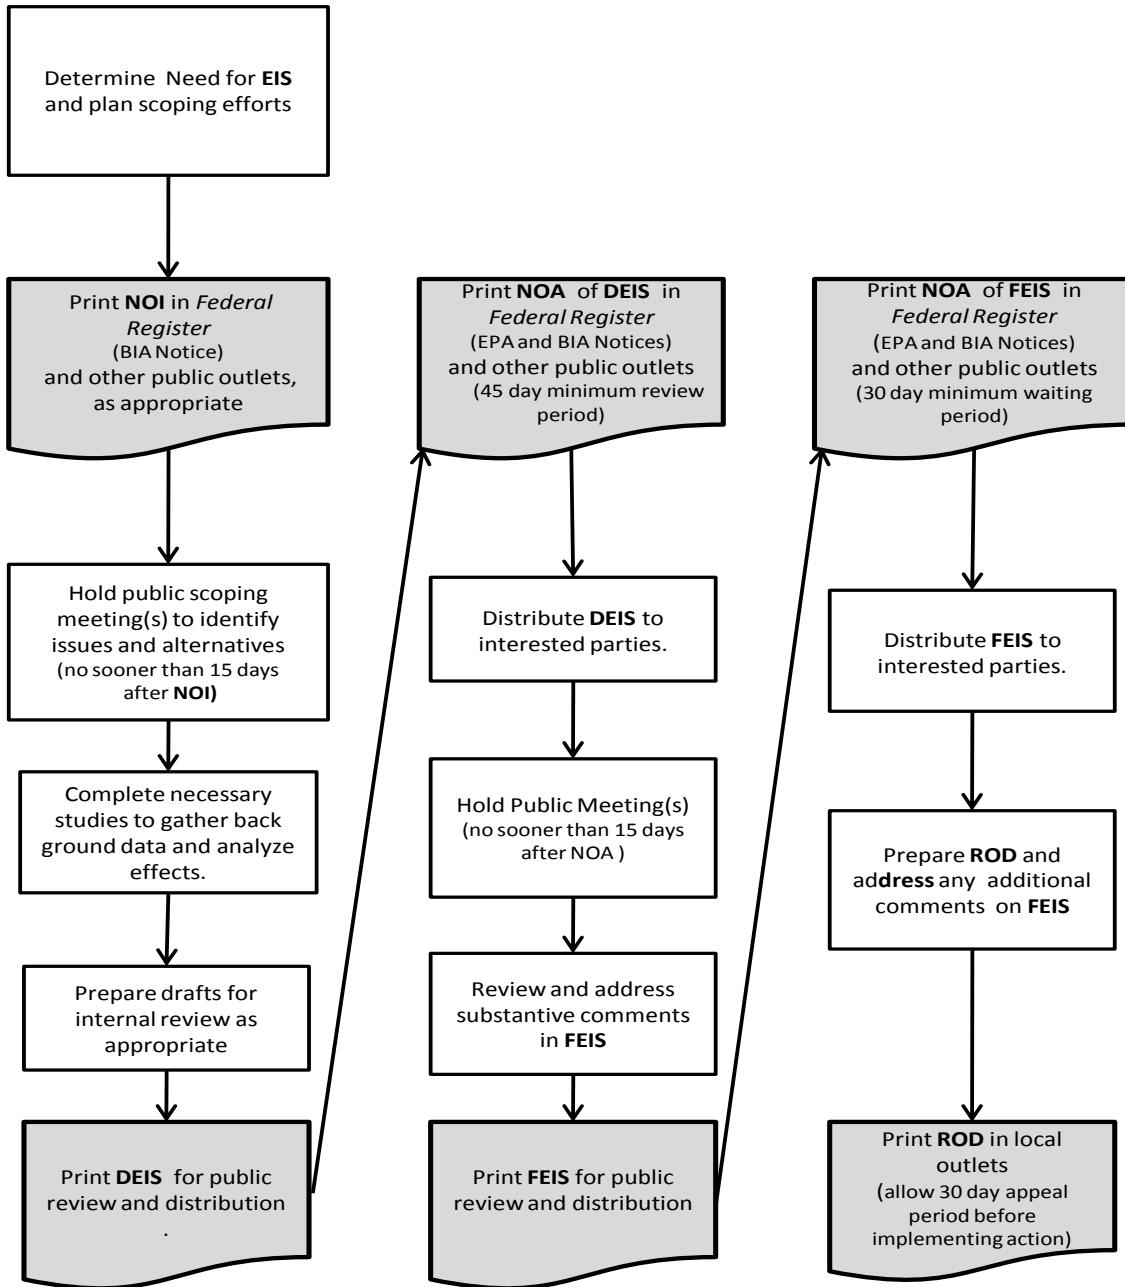 Determine Need for EIS
and plan scoping efforts
Print NOI in Federal
Register
(BIA Notice)
and other public outlets,
as appropriate
Hold public scoping
meeting(s) to identify
issues and alternatives
(no sooner than 15 days
after NOI)
Complete necessary
studies to gather back
ground data and analyze
effects.
Prepare drafts for
internal review as
appropriate
Print DEIS for public
review and distribution
.
Print NOA of DEIS in
Federal Register
(EPA and BIA Notices)
and other public outlets
(45 day minimum review
period)
Distribute DEIS to
interested parties.
Hold Public Meeting(s)
(no sooner than 15 days
after NOA )
Review and address
substantive comments
in FEIS
Print FEIS for public
review and distribution
Print NOA of FEIS in
Federal Register
(EPA and BIA Notices)
and other public outlets
(30 day minimum waiting
period)
Distribute FEIS to
interested parties.
Prepare ROD and
address any additional
comments on FEIS
Print ROD in local
outlets
(allow 30 day appeal
period before
implementing action)